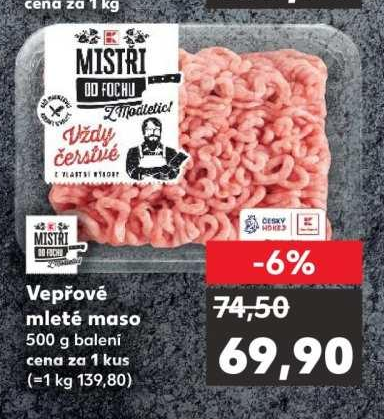 cena za 1 kg
K
MISTŘI
OD FOCHU
Z Modletic!
Vždy
čerstvé
Z VLASTNÍ VÝROBY
ČESKÝ
HOKEJ
K
K
MISTŘI
OD FOCHU
Z Modletic!
-6%
Vepřové
mleté maso
500 g balení
cena za 1 kus
(=1 kg 139,80)
74,50
69,90